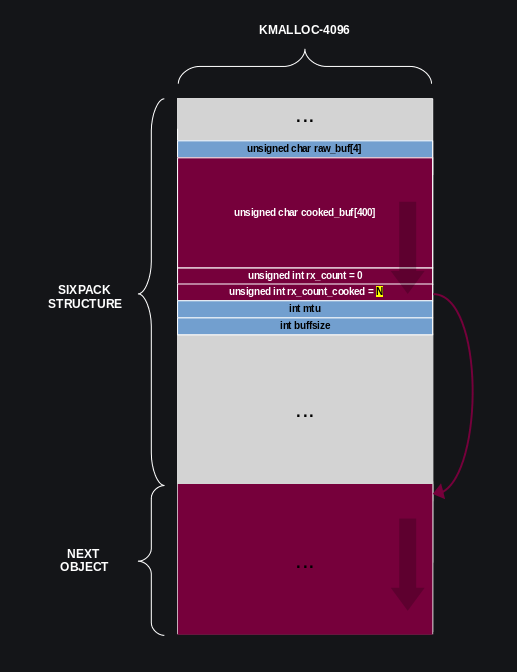 KMALLOC-4096
...
unsigned char raw_buf[4]
unsigned char cooked_buf[400]
unsigned int rx_count = 0
unsigned int rx_count_cooked = N
int mtu
int buffsize
...
SIXPACK
STRUCTURE
...
NEXT
OBJECT